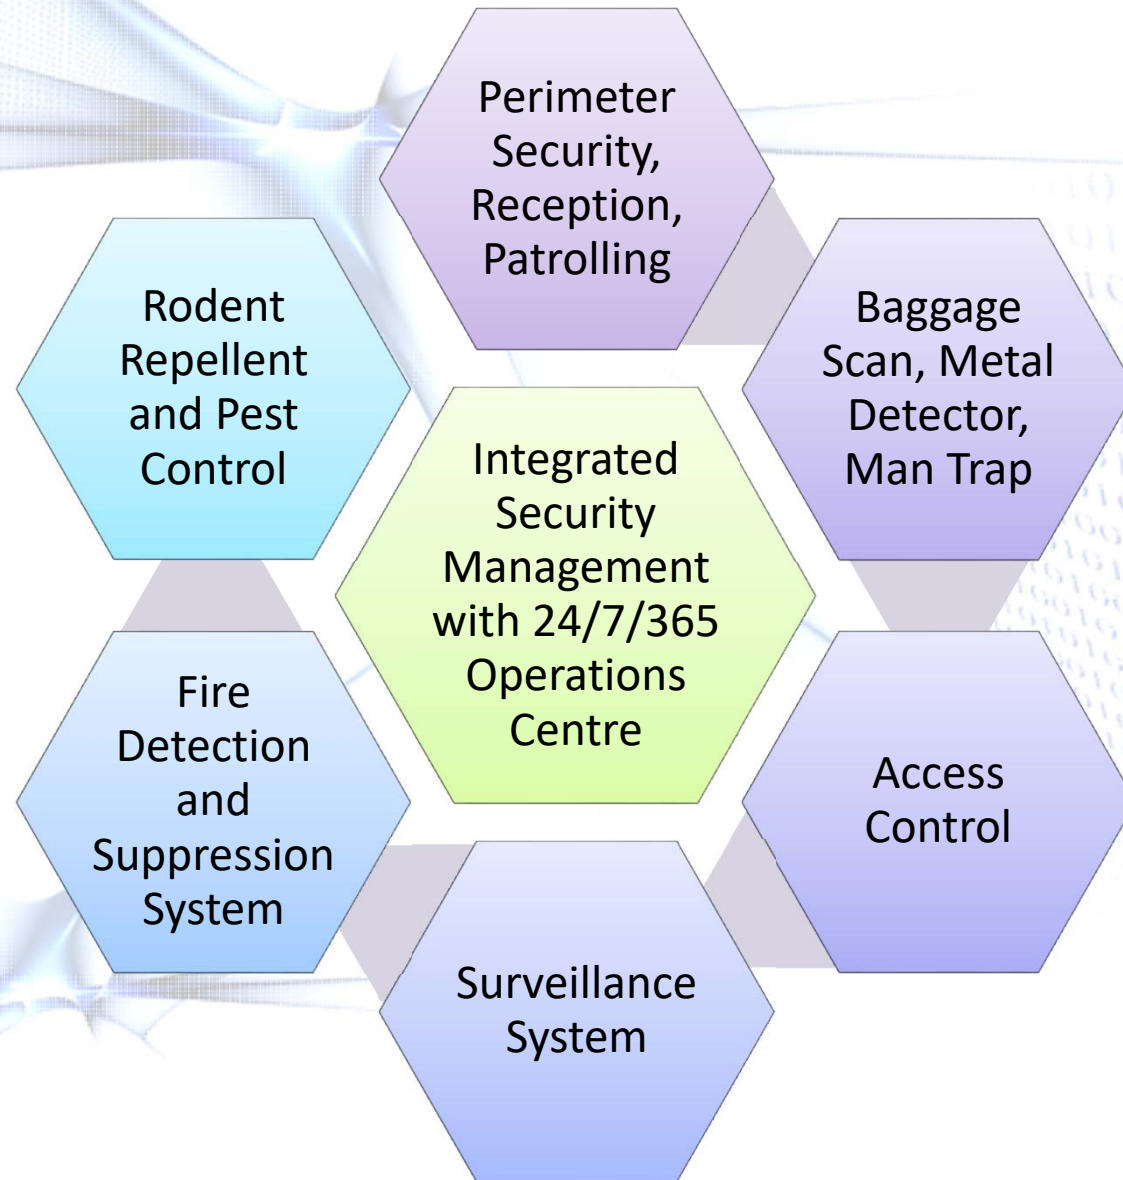 Perimeter
Security,
Reception,
Patrolling
Baggage
Scan, Metal
Detector,
Man Trap
Access
Control
Surveillance
System
Fire
Detection
and
Suppression
System
Rodent
Repellent
and Pest
Control
Integrated
Security
Management
with 24/7/365
Operations
Centre